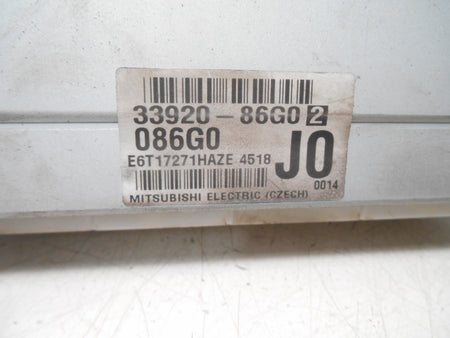 33920-86G0 2
086G0
E6T17271HAZE 4518 J0
0014
MITSUBISHI ELECTRIC (CZECH)